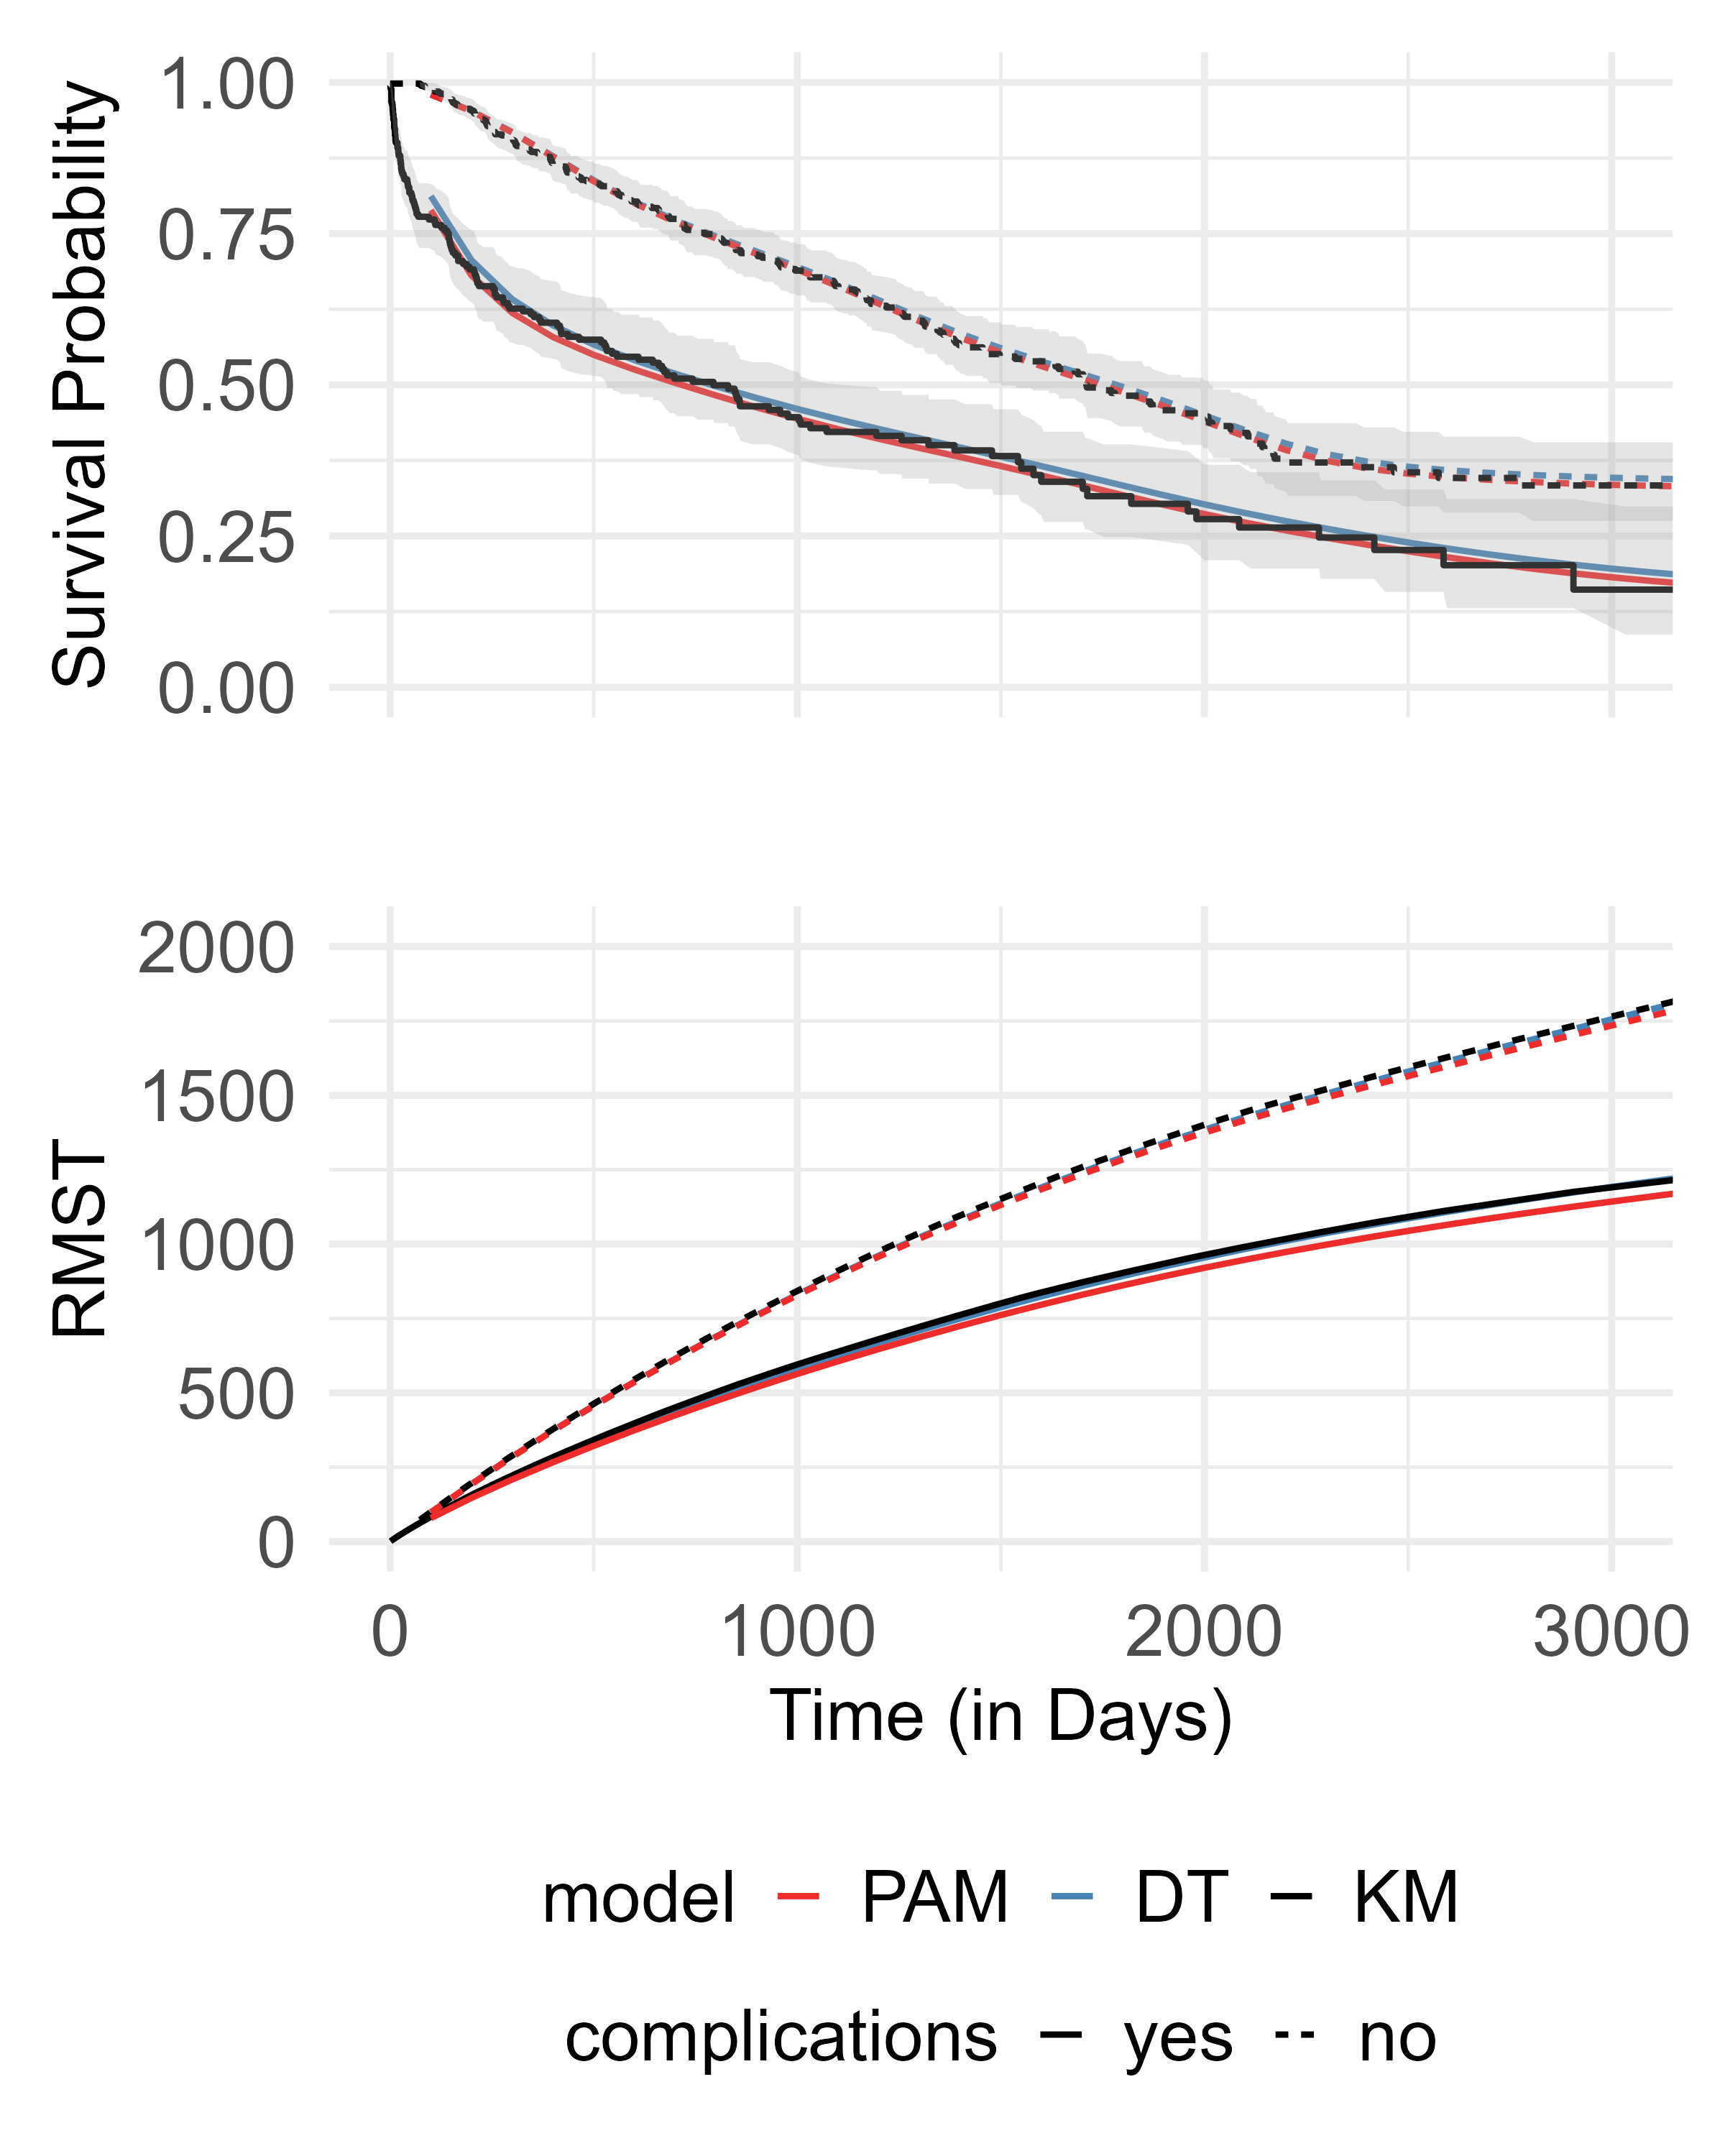 Survival Probability
1.00
0.75
0.50
0.25
0.00
RMST
2000
1500
1000
500
0
0 1000 2000 3000
Time (in Days)
model PAM DT KM
complications yes no